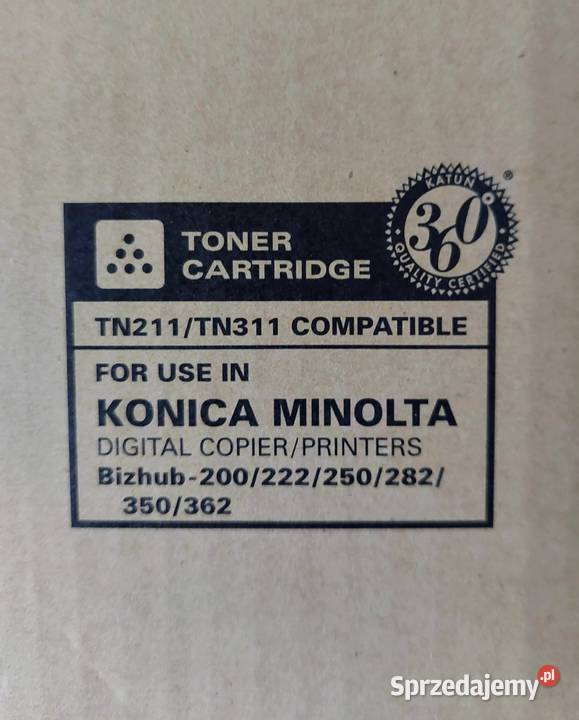 KATUN
360°
QUALITY CERTIFIED
®
TONER
CARTRIDGE
TN211/TN311 COMPATIBLE
FOR USE IN
KONICA MINOLTA
DIGITAL COPIER/PRINTERS
Bizhub-200/222/250/282/
350/362
Sprzedajemy.pl